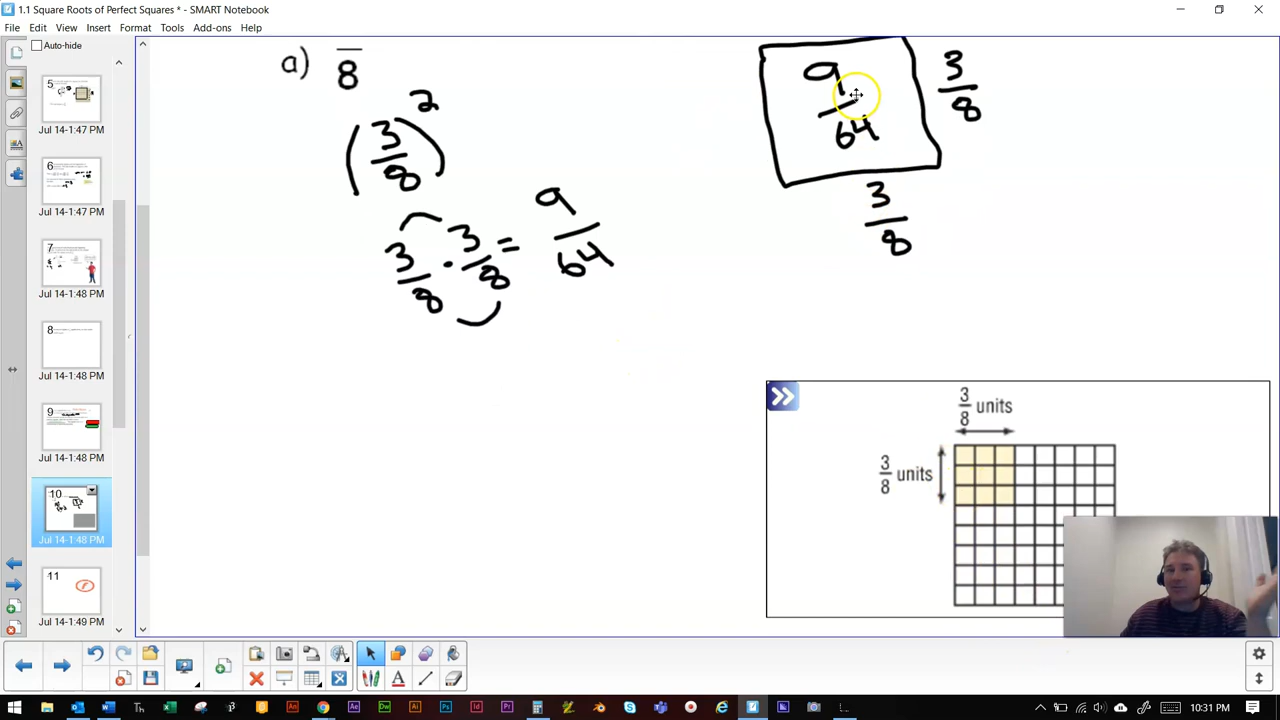 1.1 Square Roots of Perfect Squares * - SMART Notebook
File Edit View Insert Format Tools Add-ons Help
Auto-hide
5
Jul 14-1:47 PM
6
Jul 14-1:47 PM
7
Jul 14-1:48 PM
8
Jul 14-1:48 PM
9
Jul 14-1:48 PM
10
Jul 14-1:48 PM
11
Jul 14-1:49 PM
a) 8
(3/8)2
3/8 · 3/8 = 9/64
9/64
3/8
3/8
3/8 units
3/8 units
10:31 PM